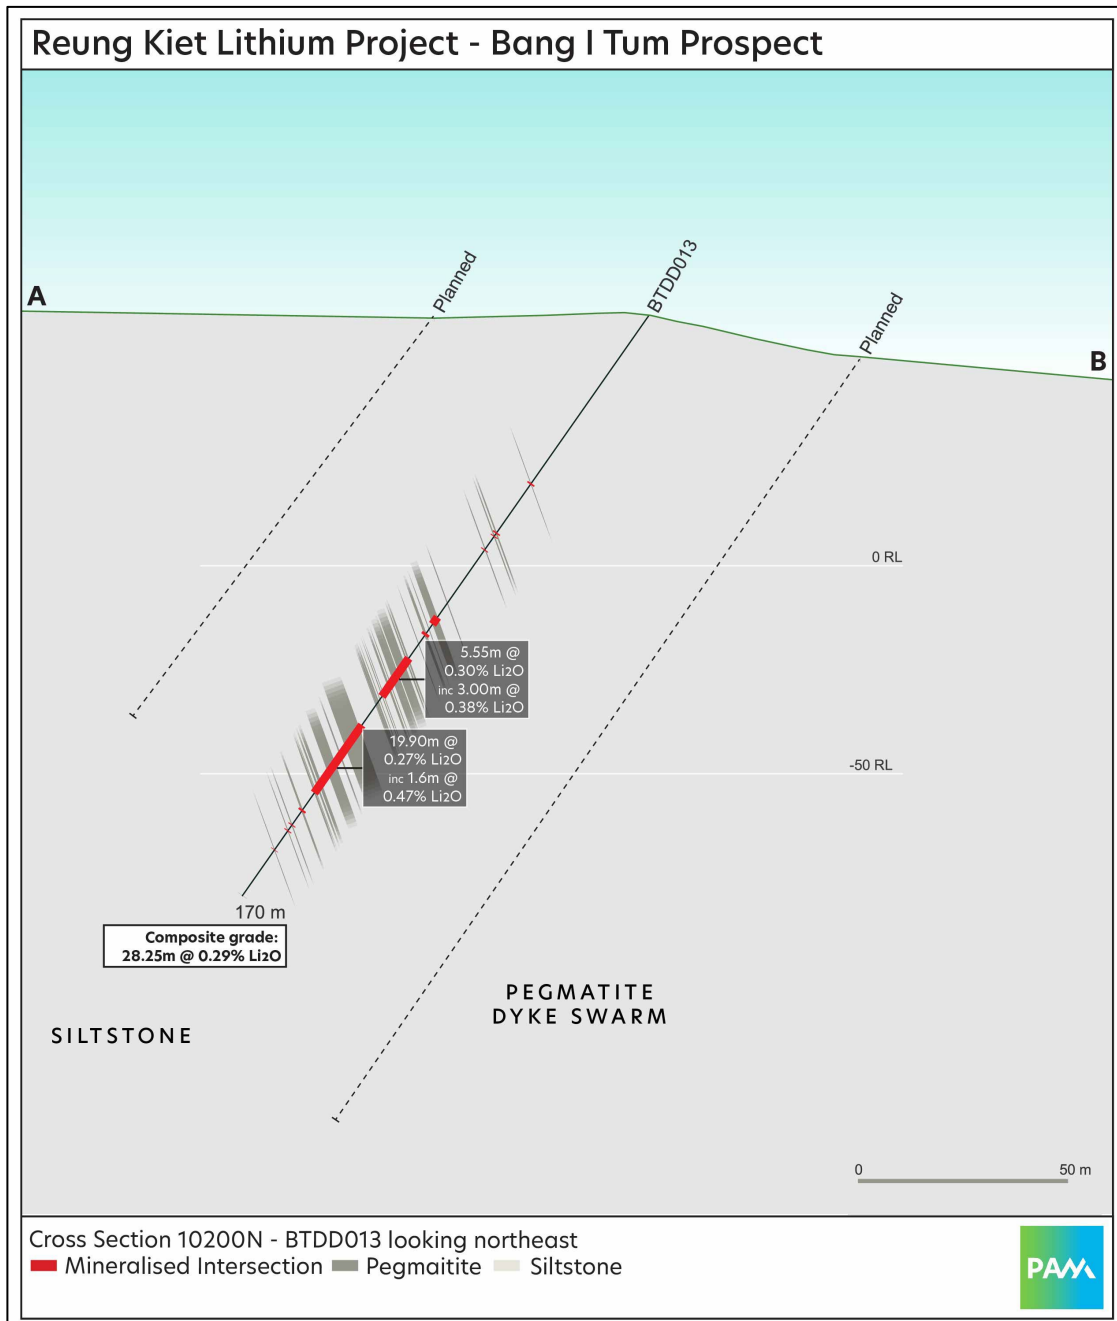 Reung Kiet Lithium Project - Bang I Tum Prospect
Planned
BTDD013
Planned
A
B
0 RL
5.55m @
0.30% Li2O
inc 3.00m @
0.38% Li2O
19.90m @
0.27% Li2O
inc 1.6m @
0.47% Li2O
-50 RL
170 m
Composite grade:
28.25m @ 0.29% Li2O
PEGMATITE
DYKE SWARM
SILTSTONE
0 50 m
Cross Section 10200N - BTDD013 looking northeast
Mineralised Intersection Pegmaitite Siltstone
PAM